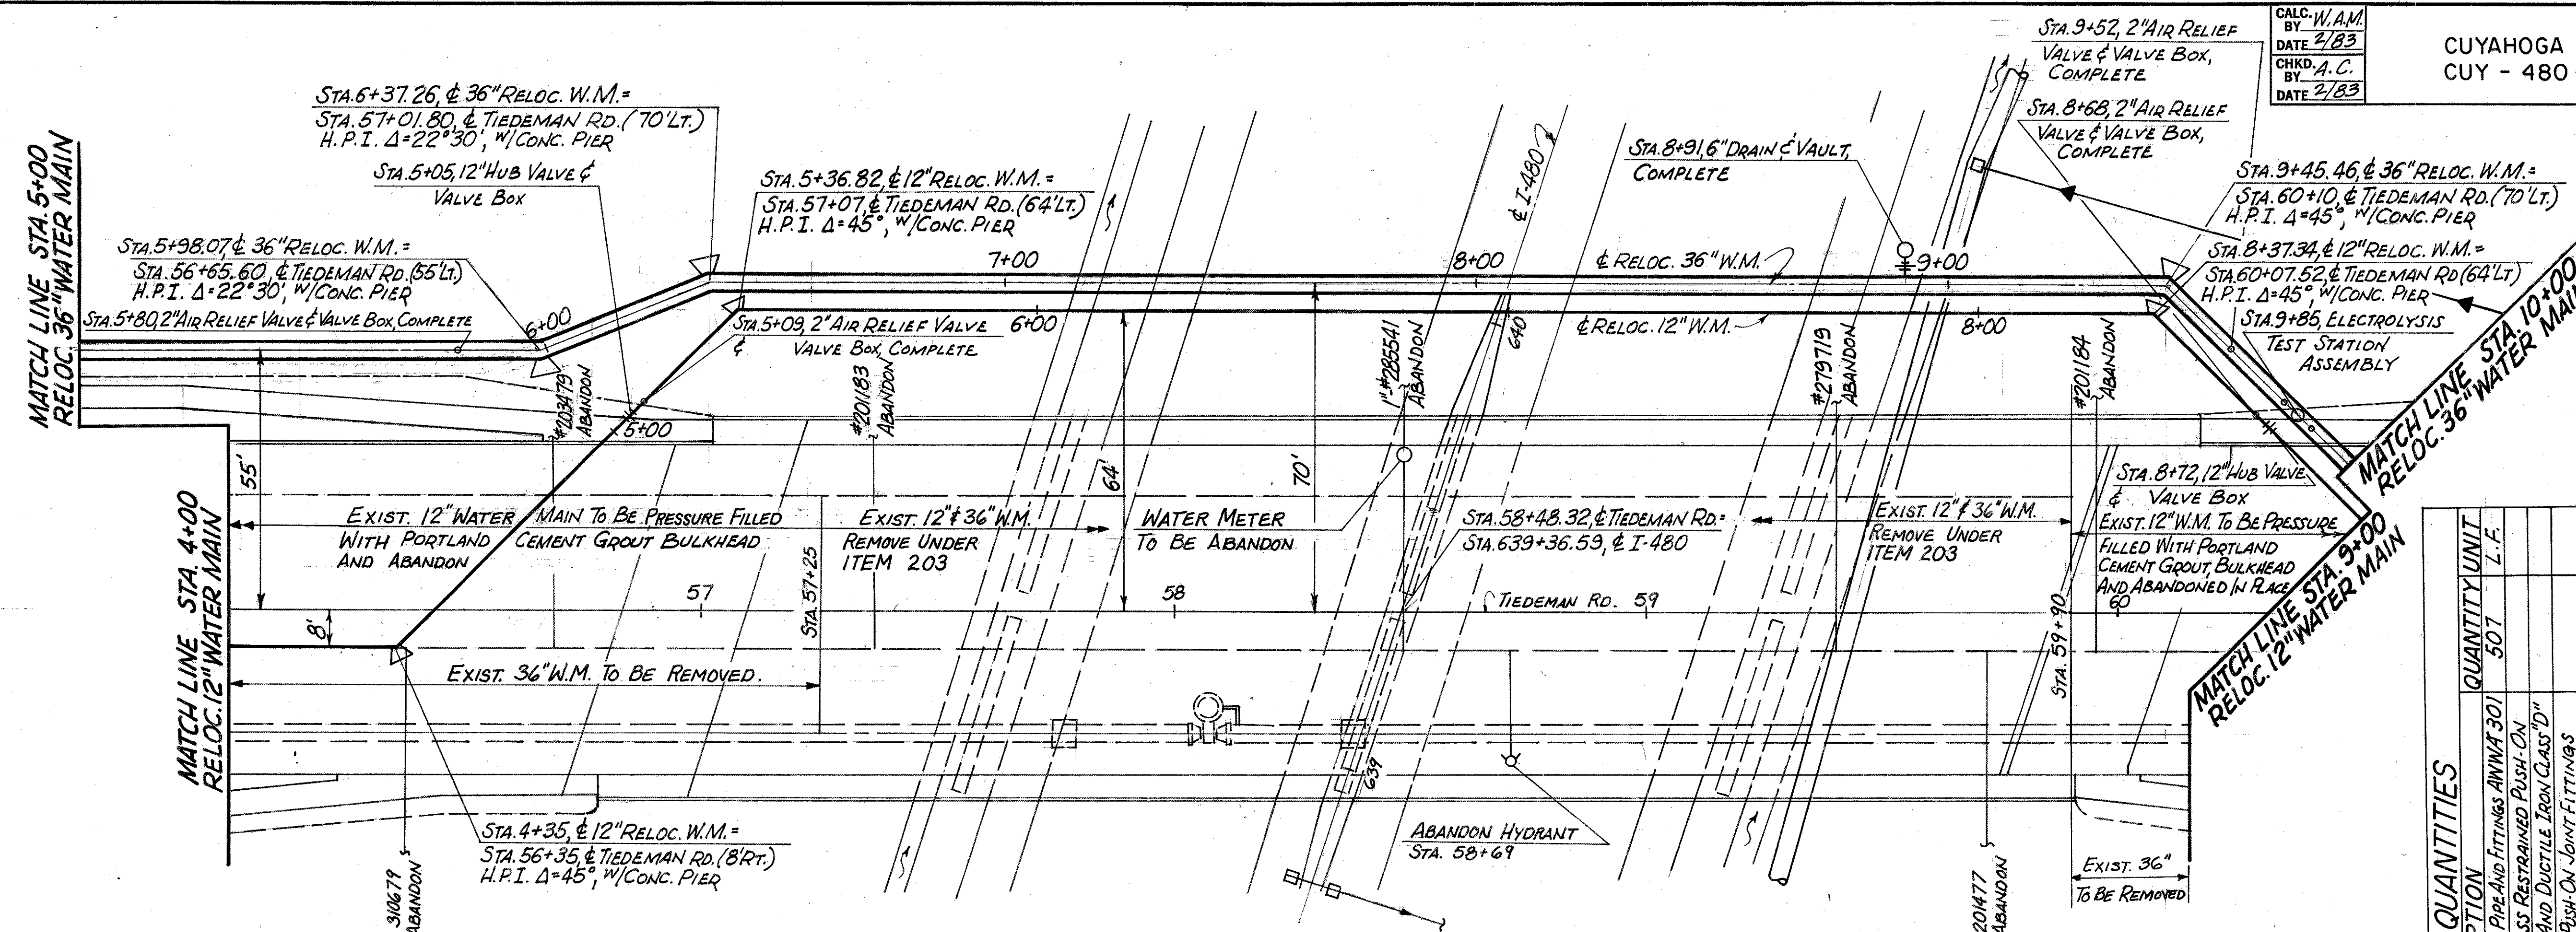 CALC. BY W.A.M.
DATE 2/83
CHKD. BY A.C.
DATE 2/83
CUYAHOGA
CUY - 480
MATCH LINE STA. 5+00
RELOC. 36" WATER MAIN
STA. 6+37.26, ℄ 36" RELOC. W.M. =
STA. 57+01.80, ℄ TIEDEMAN RD. (70' LT.)
H.P.I. Δ=22°30', W/CONC. PIER
STA. 5+05, 12" HUB VALVE &
VALVE BOX
STA. 5+98.07, ℄ 36" RELOC. W.M. =
STA. 56+65.60, ℄ TIEDEMAN RD. (55' LT.)
H.P.I. Δ=22°30', W/CONC. PIER
STA. 5+80, 2" AIR RELIEF VALVE & VALVE BOX, COMPLETE
STA. 5+36.82, ℄ 12" RELOC. W.M. =
STA. 57+07, ℄ TIEDEMAN RD. (64' LT.)
H.P.I. Δ=45°, W/CONC. PIER
STA. 5+09, 2" AIR RELIEF VALVE
& VALVE BOX, COMPLETE
℄ I-480
STA. 8+91, 6" DRAIN & VAULT,
COMPLETE
STA. 9+52, 2" AIR RELIEF
VALVE & VALVE BOX,
COMPLETE
STA. 8+68, 2" AIR RELIEF
VALVE & VALVE BOX,
COMPLETE
STA. 9+45.46, ℄ 36" RELOC. W.M. =
STA. 60+10, ℄ TIEDEMAN RD. (70' LT.)
H.P.I. Δ=45°, W/CONC. PIER
STA. 8+37.34, ℄ 12" RELOC. W.M. =
STA. 60+07.52, ℄ TIEDEMAN RD (64' LT)
H.P.I. Δ=45°, W/CONC. PIER
STA. 9+85, ELECTROLYSIS
TEST STATION
ASSEMBLY
MATCH LINE STA. 10+00
RELOC. 36" WATER MAIN
6+00
7+00
8+00
℄ RELOC. 36" W.M.
9+00
5+00
6+00
℄ RELOC. 12" W.M.
8+00
#203479
ABANDON
#201183
ABANDON
1" #285541
ABANDON
640
#279719
ABANDON
#201184
ABANDON
55'
64'
70'
8'
MATCH LINE STA. 4+00
RELOC. 12" WATER MAIN
EXIST. 12" WATER MAIN TO BE PRESSURE FILLED
WITH PORTLAND CEMENT GROUT BULKHEAD
AND ABANDON
EXIST. 12" & 36" W.M.
REMOVE UNDER
ITEM 203
WATER METER
TO BE ABANDON
STA. 58+48.32, ℄ TIEDEMAN RD. =
STA. 639+36.59, ℄ I-480
EXIST. 12" & 36" W.M.
REMOVE UNDER
ITEM 203
STA. 8+72, 12" HUB VALVE
& VALVE BOX
EXIST. 12" W.M. TO BE PRESSURE
FILLED WITH PORTLAND
CEMENT GROUT, BULKHEAD
AND ABANDONED IN PLACE
MATCH LINE STA. 9+00
RELOC. 12" WATER MAIN
57
STA. 57+25
58
TIEDEMAN RD. 59
STA. 59+90
60
EXIST. 36" W.M. TO BE REMOVED.
639
STA. 4+35, ℄ 12" RELOC. W.M. =
STA. 56+35, ℄ TIEDEMAN RD. (8' RT.)
H.P.I. Δ=45°, W/CONC. PIER
310679
ABANDON
ABANDON HYDRANT
STA. 58+69
201477
ABANDON
EXIST. 36"
TO BE REMOVED
QUANTITIES
PTION
QUANTITY UNIT
PIPE AND FITTINGS AWWA 301 507 L.F.
SS RESTRAINED PUSH-ON
AND DUCTILE IRON CLASS "D"
PUSH-ON JOINT FITTINGS